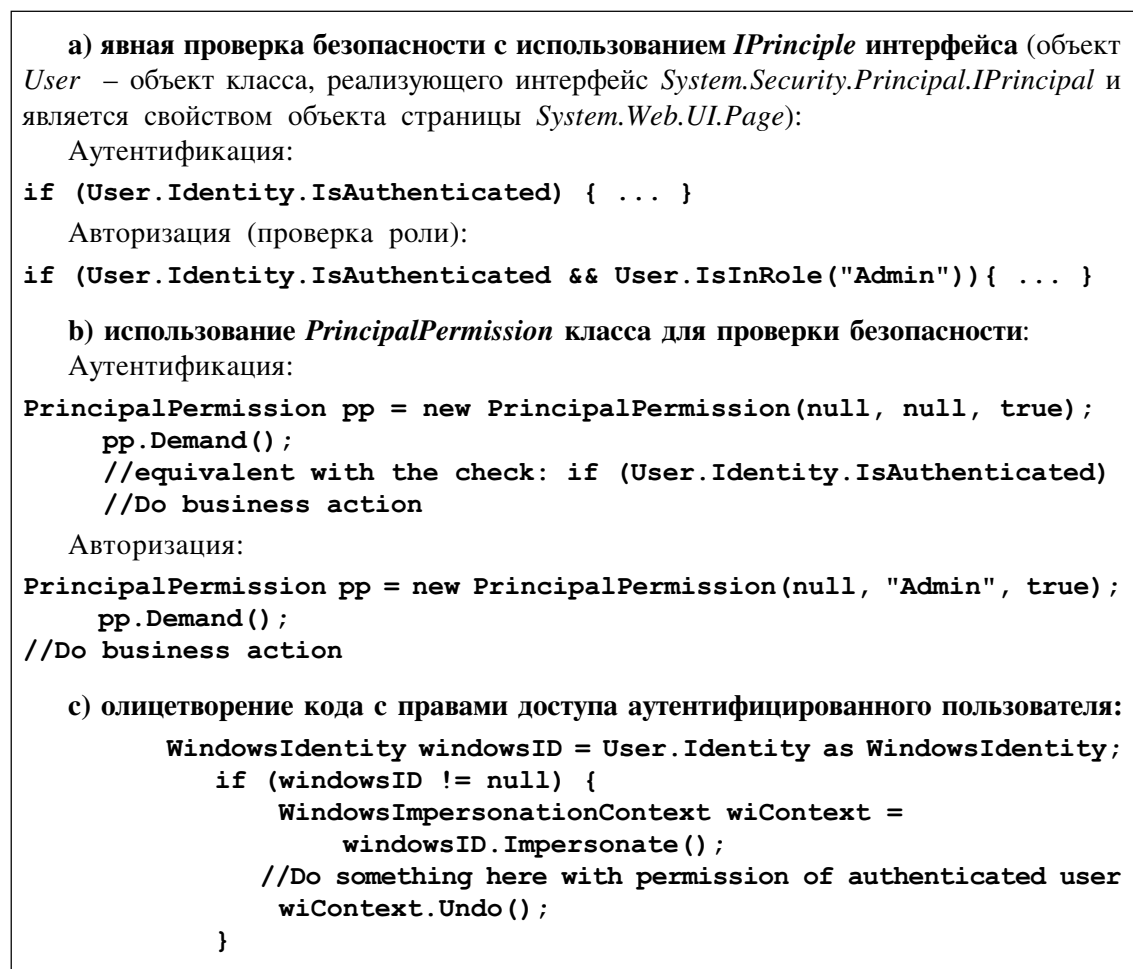 a) явная проверка безопасности с использованием IPrinciple интерфейса (объект
User – объект класса, реализующего интерфейс System.Security.Principal.IPrincipal и
является свойством объекта страницы System.Web.UI.Page):
Аутентификация:
if (User.Identity.IsAuthenticated) { ... }
Авторизация (проверка роли):
if (User.Identity.IsAuthenticated && User.IsInRole("Admin")){ ... }
b) использование PrincipalPermission класса для проверки безопасности:
Аутентификация:
PrincipalPermission pp = new PrincipalPermission(null, null, true);
pp.Demand();
//equivalent with the check: if (User.Identity.IsAuthenticated)
//Do business action
Авторизация:
PrincipalPermission pp = new PrincipalPermission(null, "Admin", true);
pp.Demand();
//Do business action
c) олицетворение кода с правами доступа аутентифицированного пользователя:
WindowsIdentity windowsID = User.Identity as WindowsIdentity;
if (windowsID != null) {
WindowsImpersonationContext wiContext =
windowsID.Impersonate();
//Do something here with permission of authenticated user
wiContext.Undo();
}